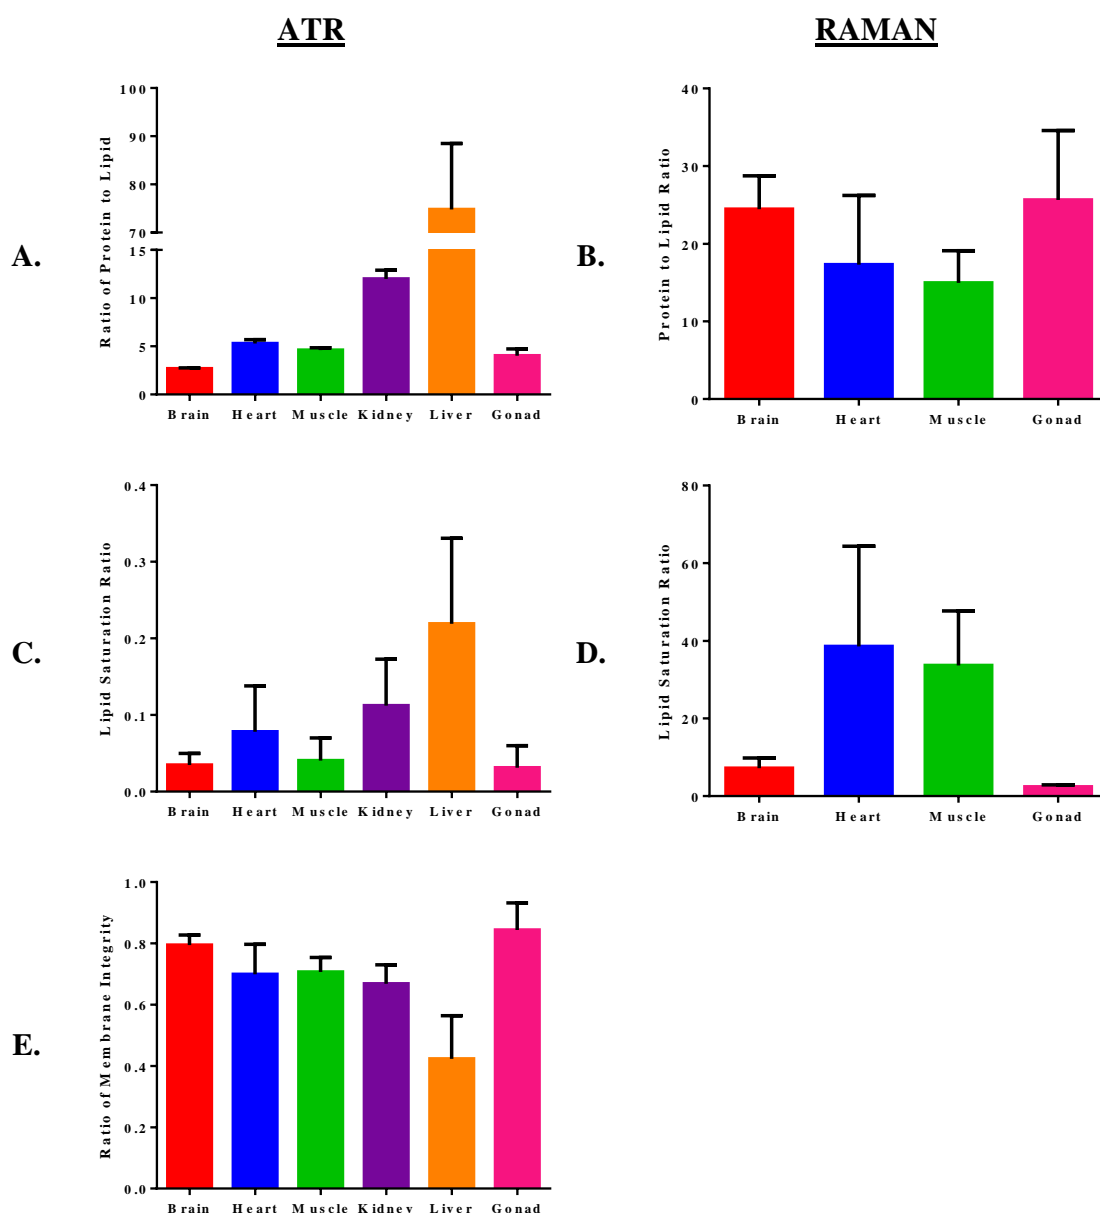 ATR
RAMAN
A.
Ratio of Protein to Lipid
100
90
80
70
15
10
5
0
Brain Heart Muscle Kidney Liver Gonad
B.
Protein to Lipid Ratio
40
30
20
10
0
Brain Heart Muscle Gonad
C.
Lipid Saturation Ratio
0.4
0.3
0.2
0.1
0.0
Brain Heart Muscle Kidney Liver Gonad
D.
Lipid Saturation Ratio
80
60
40
20
0
Brain Heart Muscle Gonad
E.
Ratio of Membrane Integrity
1.0
0.8
0.6
0.4
0.2
0.0
Brain Heart Muscle Kidney Liver Gonad